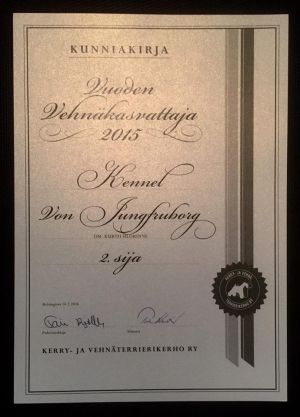 KUNNIAKIRJA
Vuoden
Vehnäkasvattaja
2015
Kennel
Von Jungfruborg
2. sija
KERRY- JA VEHNÄTERRIERIKERHO RY